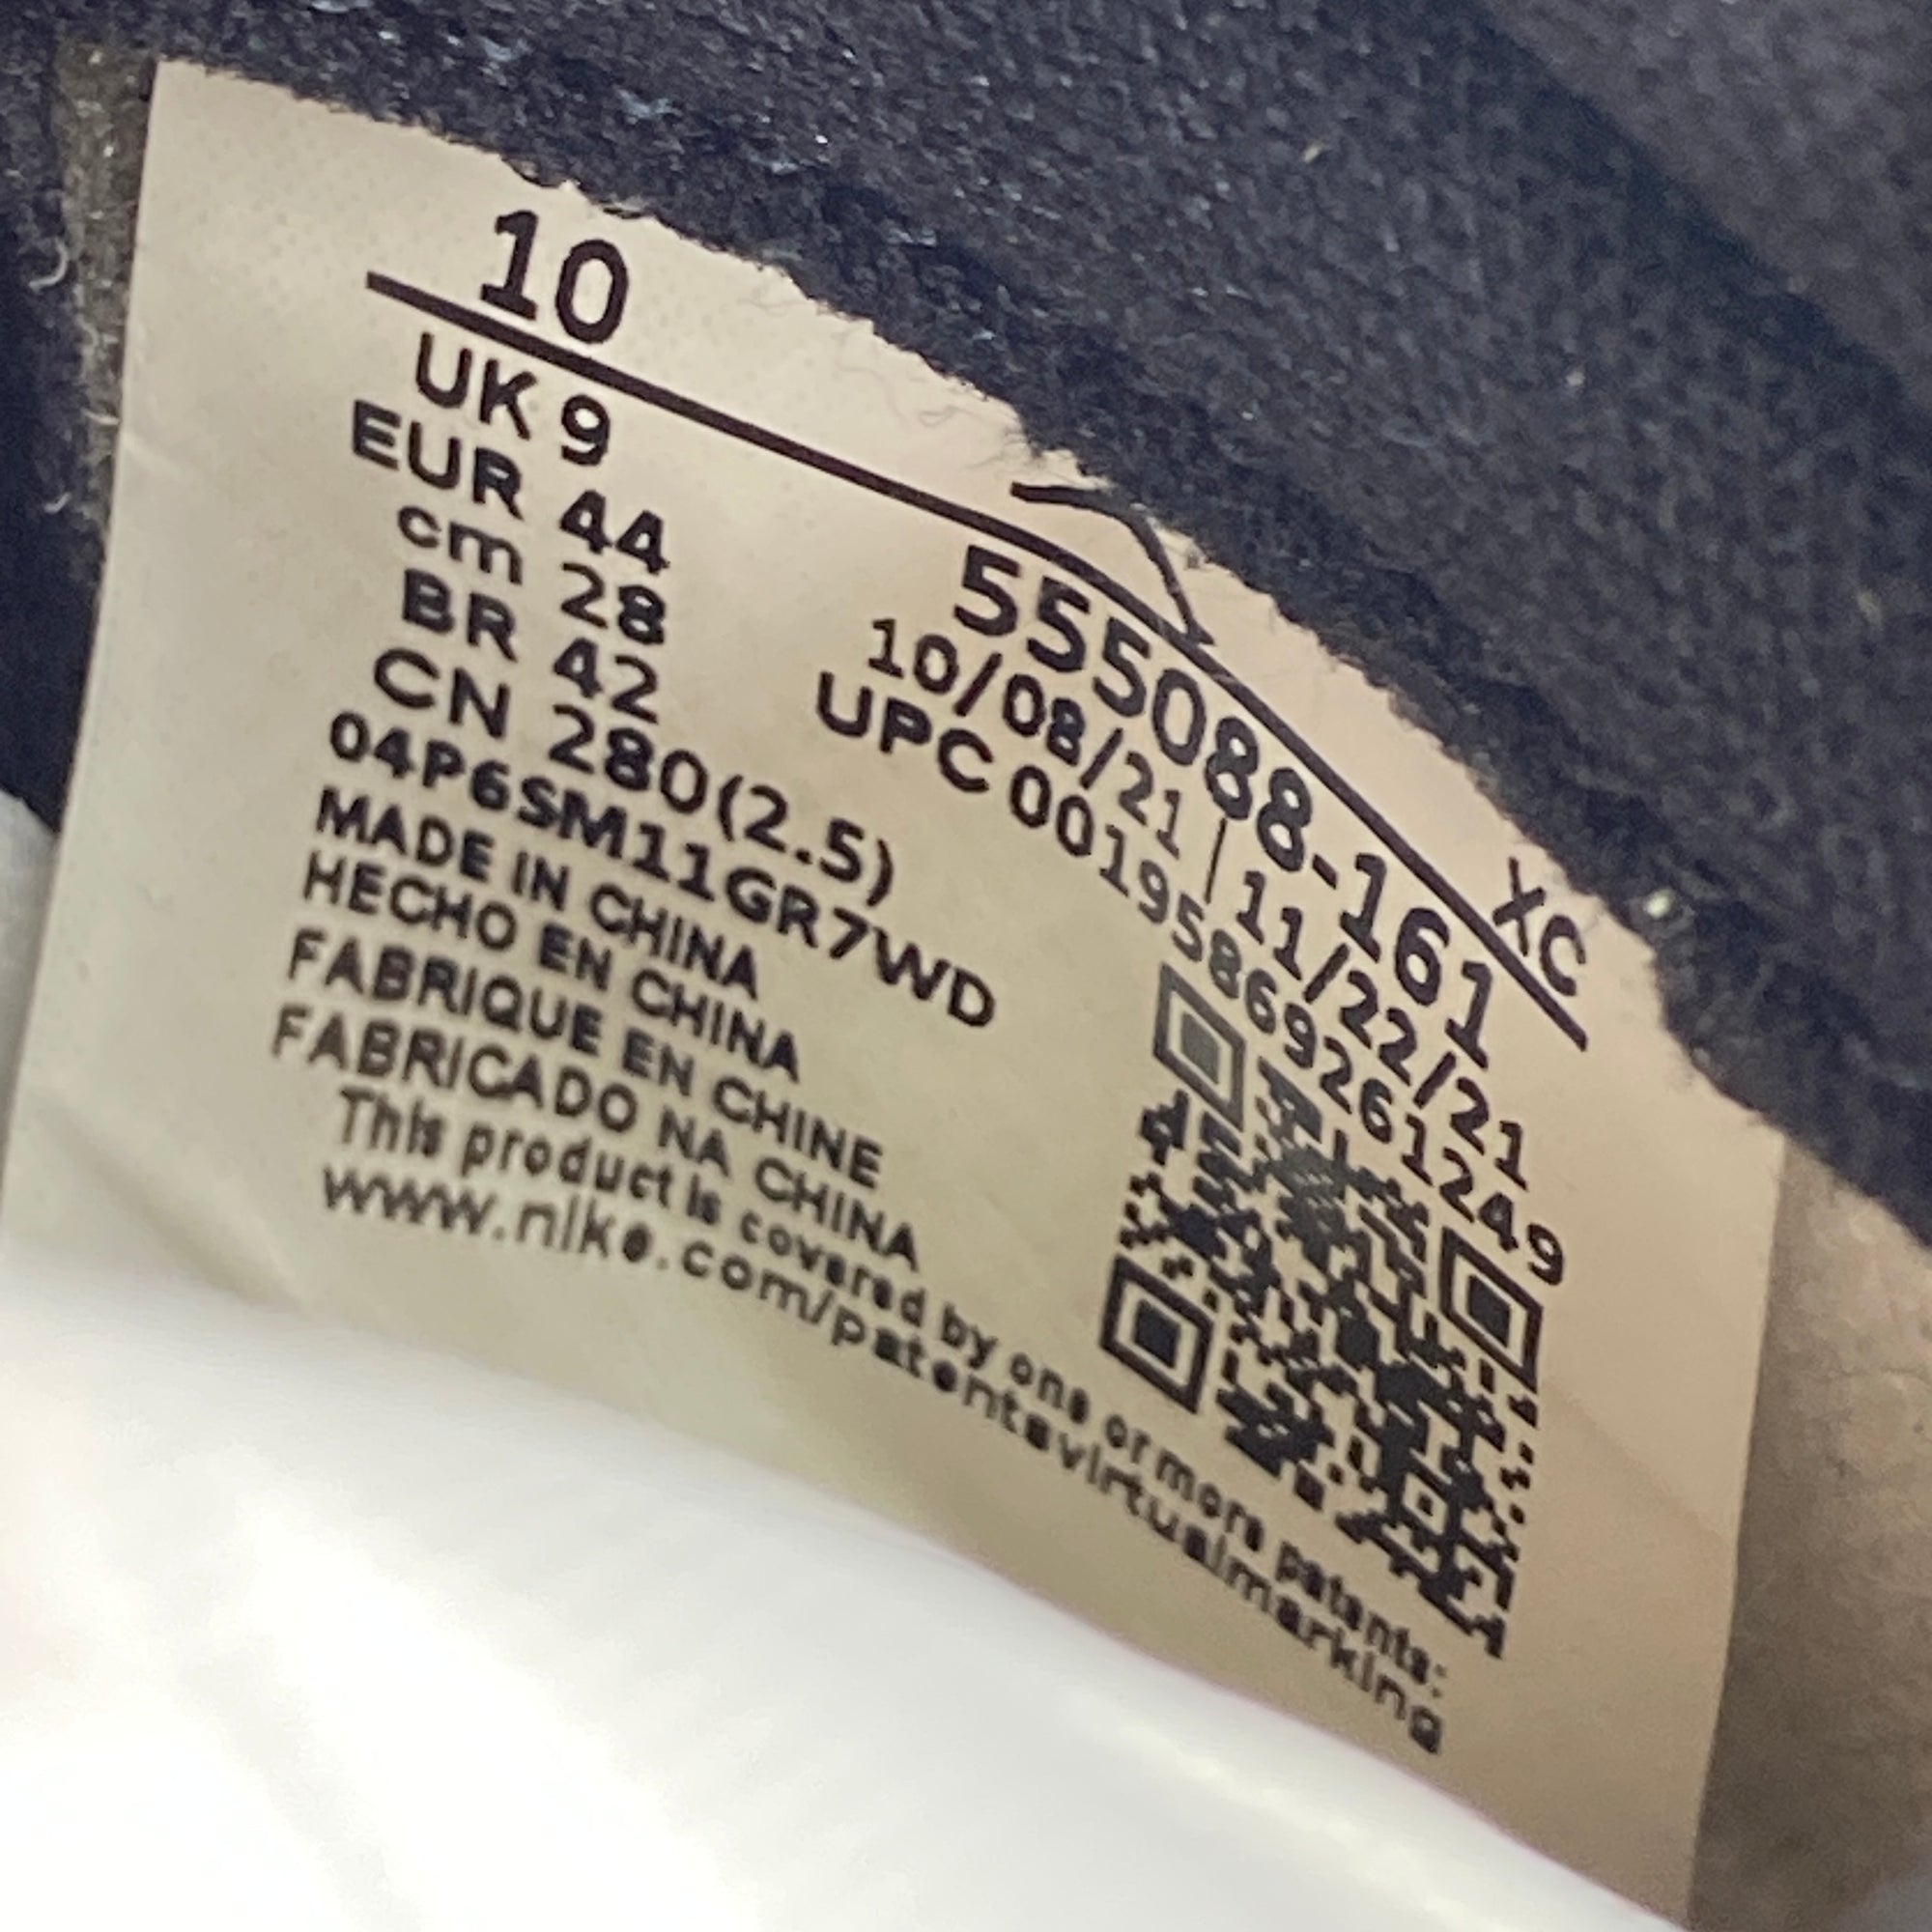 10
XC
UK 9
EUR 44
cm 28
BR 42
CN 280(2.5)
04P6SM11GR7WD
MADE IN CHINA
HECHO EN CHINA
FABRIQUE EN CHINE
FABRICADO NA CHINA
555088-161
10/08/21 | 11/22/21
UPC 00195869261249
This product is covered by one or more patents:
www.nike.com/patentsvirtualmarking